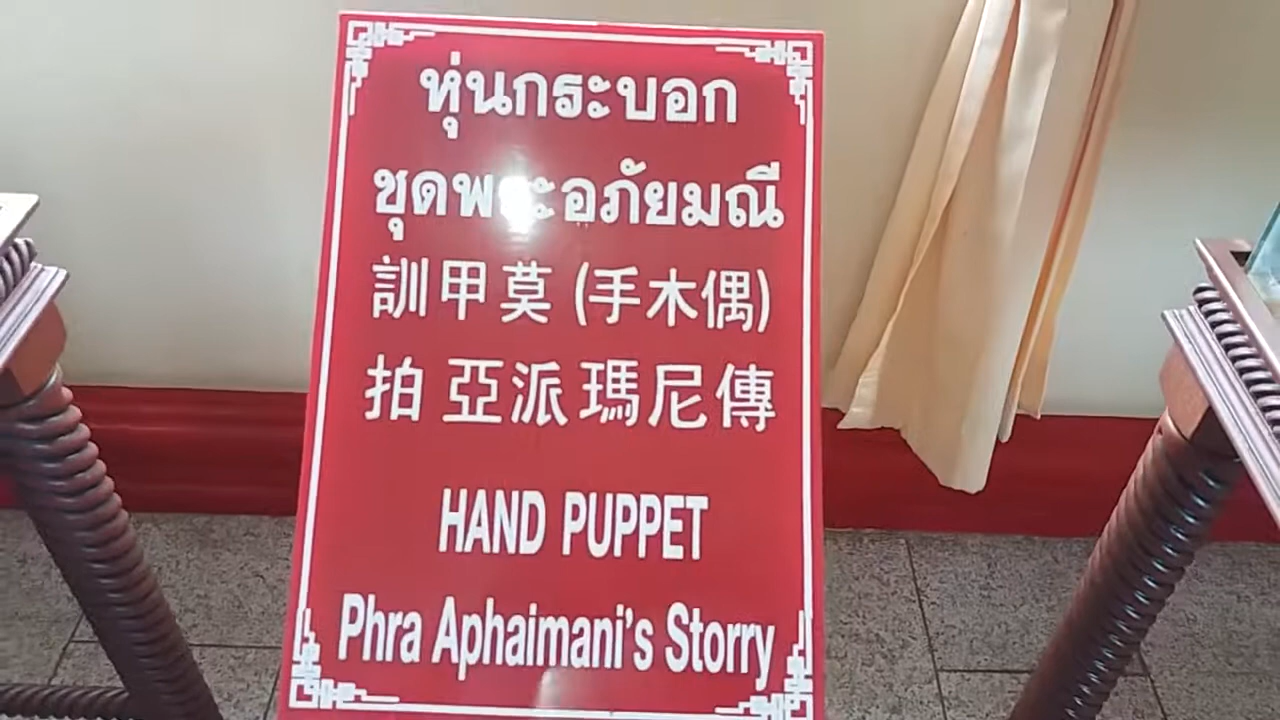 หุ่นกระบอก
ชุดพระอภัยมณี
訓甲莫 (手木偶)
拍 亞派瑪尼傳
HAND PUPPET
Phra Aphaimani's Storry